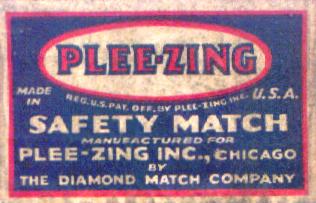 PLEE-ZING
MADE IN
REG. U.S. PAT. OFF. BY PLEE-ZING INC.
U.S.A.
SAFETY MATCH
MANUFACTURED FOR
PLEE-ZING INC., CHICAGO
BY
THE DIAMOND MATCH COMPANY